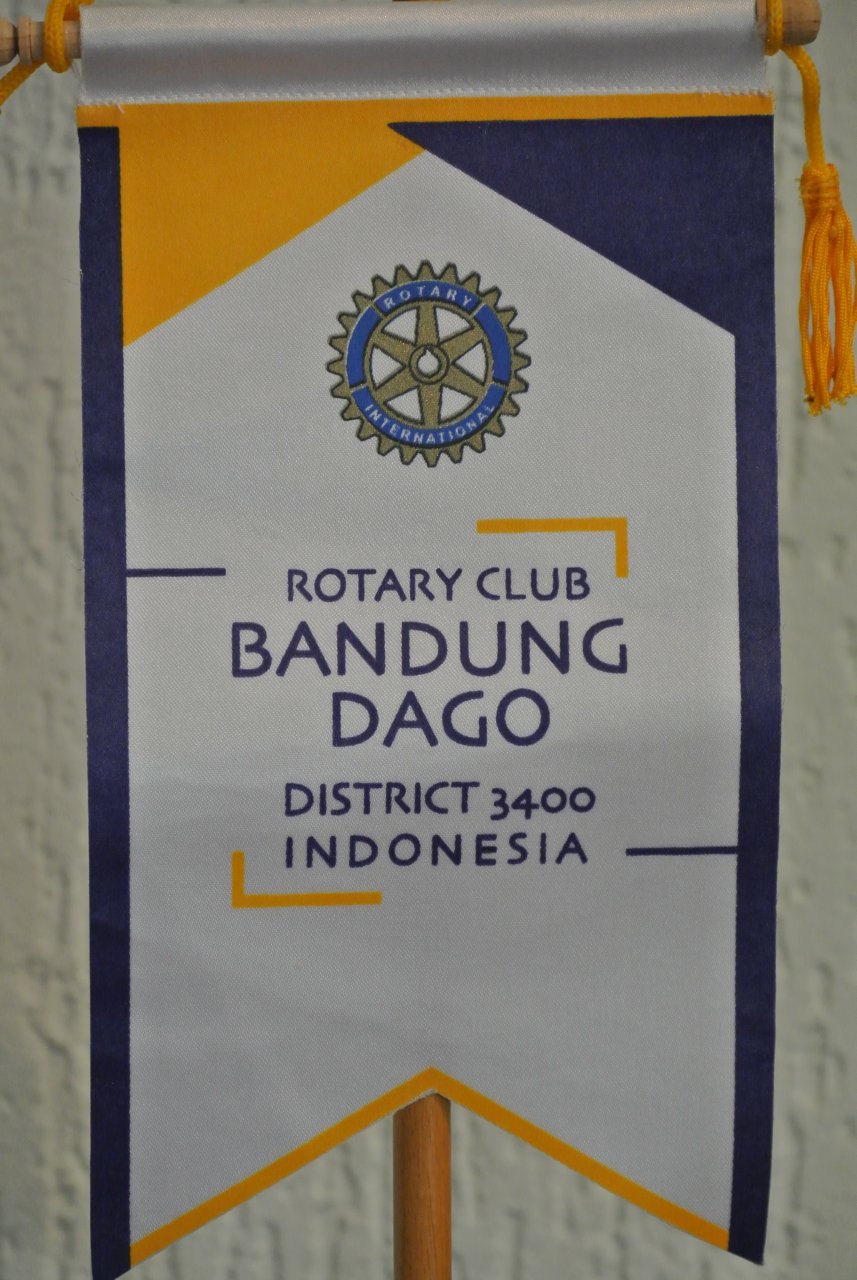 ROTARY
INTERNATIONAL
ROTARY CLUB
BANDUNG
DAGO
DISTRICT 3400
INDONESIA